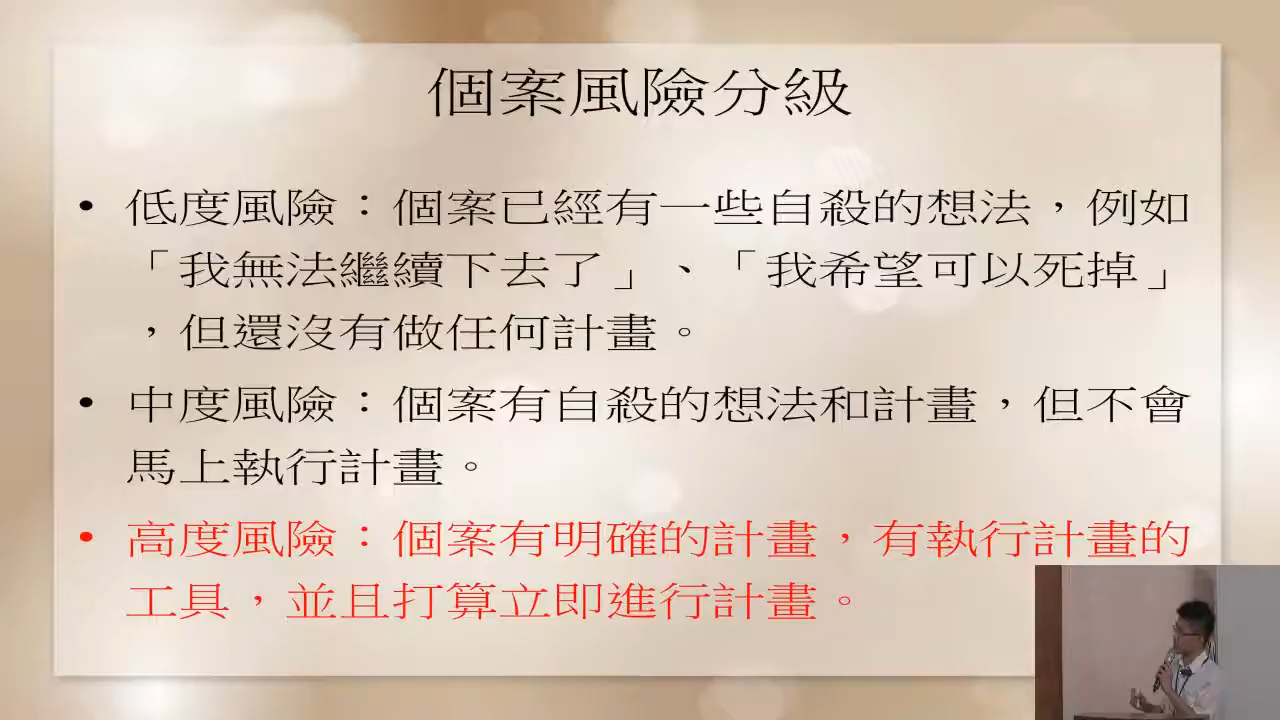 個案風險分級
• 低度風險：個案已經有一些自殺的想法，例如
「我無法繼續下去了」、「我希望可以死掉」
，但還沒有做任何計畫。
• 中度風險：個案有自殺的想法和計畫，但不會
馬上執行計畫。
• 高度風險：個案有明確的計畫，有執行計畫的
工具，並且打算立即進行計畫。